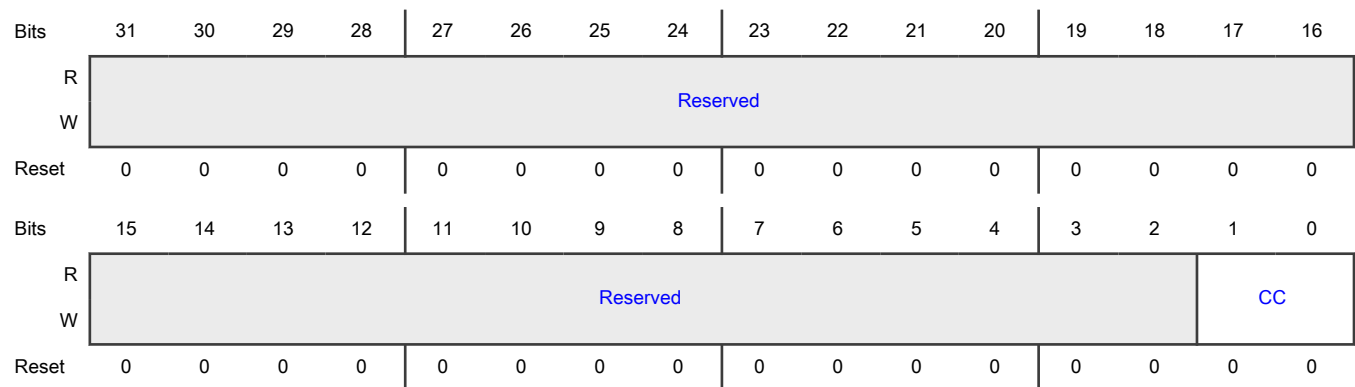 Bits 31 30 29 28 27 26 25 24 23 22 21 20 19 18 17 16
R
Reserved
W
Reset 0 0 0 0 0 0 0 0 0 0 0 0 0 0 0 0
Bits 15 14 13 12 11 10 9 8 7 6 5 4 3 2 1 0
R
Reserved CC
W
Reset 0 0 0 0 0 0 0 0 0 0 0 0 0 0 0 0